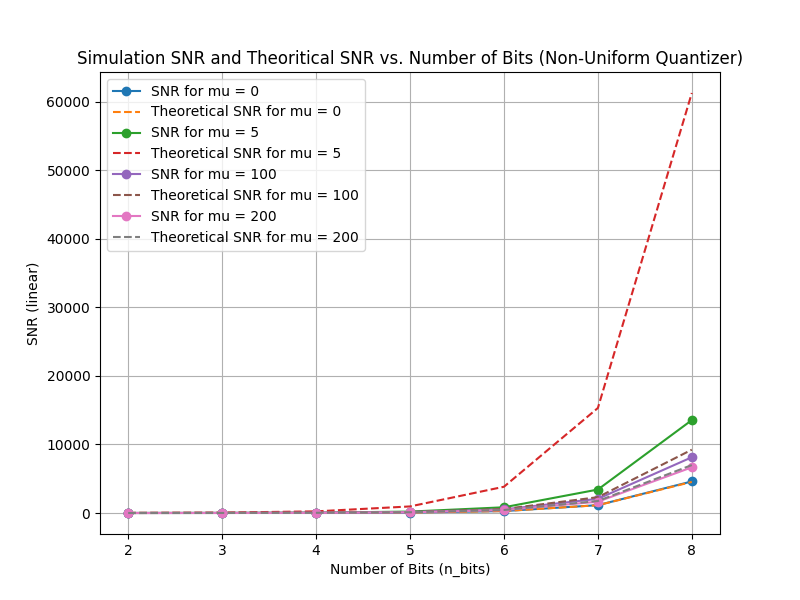 Simulation SNR and Theoritical SNR vs. Number of Bits (Non-Uniform Quantizer)
SNR for mu = 0
Theoretical SNR for mu = 0
SNR for mu = 5
Theoretical SNR for mu = 5
SNR for mu = 100
Theoretical SNR for mu = 100
SNR for mu = 200
Theoretical SNR for mu = 200
SNR (linear)
60000
50000
40000
30000
20000
10000
0
2 3 4 5 6 7 8
Number of Bits (n_bits)